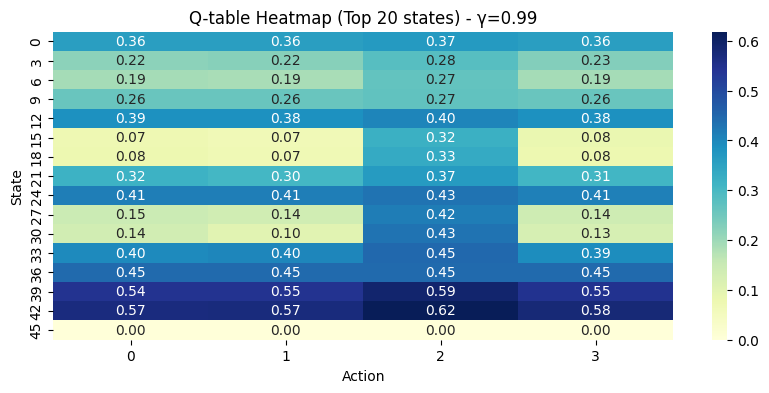 Q-table Heatmap (Top 20 states) - γ=0.99
State
0 0.36 0.36 0.37 0.36
3 0.22 0.22 0.28 0.23
6 0.19 0.19 0.27 0.19
9 0.26 0.26 0.27 0.26
12 0.39 0.38 0.40 0.38
15 0.07 0.07 0.32 0.08
18 0.08 0.07 0.33 0.08
21 0.32 0.30 0.37 0.31
24 0.41 0.41 0.43 0.41
27 0.15 0.14 0.42 0.14
30 0.14 0.10 0.43 0.13
33 0.40 0.40 0.45 0.39
36 0.45 0.45 0.45 0.45
39 0.54 0.55 0.59 0.55
42 0.57 0.57 0.62 0.58
45 0.00 0.00 0.00 0.00
0 1 2 3
Action
0.6
0.5
0.4
0.3
0.2
0.1
0.0